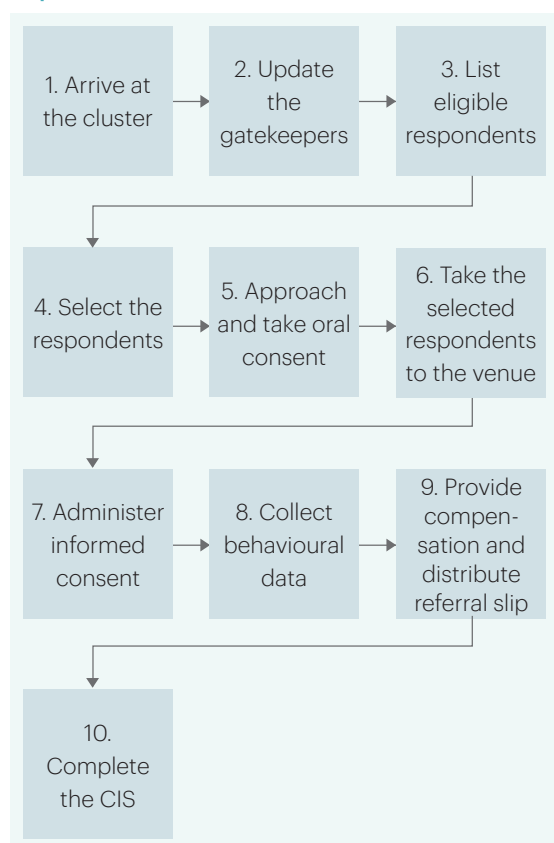 1. Arrive at
the cluster
2. Update
the
gatekeepers
3. List
eligible
respondents
4. Select the
respondents
5. Approach
and take oral
consent
6. Take the
selected
respondents
to the venue
7. Administer
informed
consent
8. Collect
behavioural
data
9. Provide
compen-
sation and
distribute
referral slip
10.
Complete
the CIS